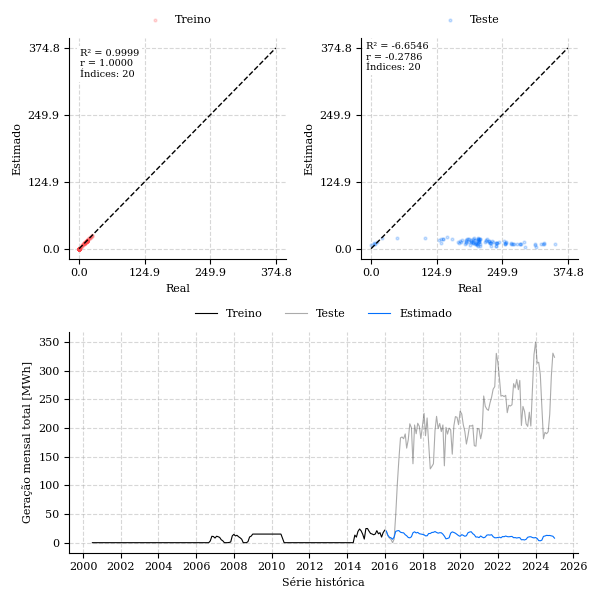 Treino
Teste
R² = 0.9999
r = 1.0000
Índices: 20
R² = -6.6546
r = -0.2786
Índices: 20
374.8
249.9
124.9
0.0
Estimado
0.0 124.9 249.9 374.8
Real
374.8
249.9
124.9
0.0
Estimado
0.0 124.9 249.9 374.8
Real
Treino Teste Estimado
350
300
250
200
150
100
50
0
Geração mensal total [MWh]
2000 2002 2004 2006 2008 2010 2012 2014 2016 2018 2020 2022 2024 2026
Série histórica